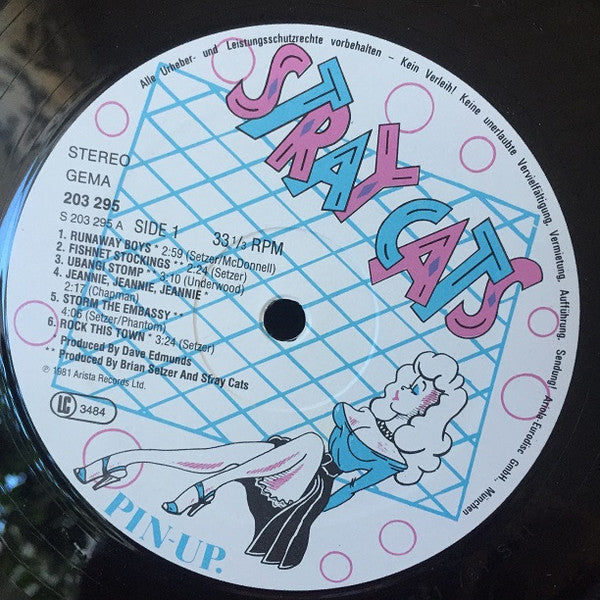 Alle Urheber- und Leistungsschutzrechte vorbehalten – Kein Verleih! Keine unerlaubte Vervielfältigung, Vermietung, Aufführung, Sendung! Ariola-Eurodisc GmbH., München
STRAY CATS
STEREO
GEMA
203 295
S 203 295 A SIDE 1 33 1/3 RPM
1. RUNAWAY BOYS * 2:59 (Setzer/McDonnell)
2. FISHNET STOCKINGS ** 2:24 (Setzer)
3. UBANGI STOMP ** 3:10 (Underwood)
4. JEANNIE, JEANNIE, JEANNIE *
2:17 (Chapman)
5. STORM THE EMBASSY **
4:06 (Setzer/Phantom)
6. ROCK THIS TOWN * 3:24 (Setzer)
* Produced by Dave Edmunds
** Produced by Brian Setzer And Stray Cats
℗ 1981 Arista Records Ltd.
LC 3484
PIN-UP.